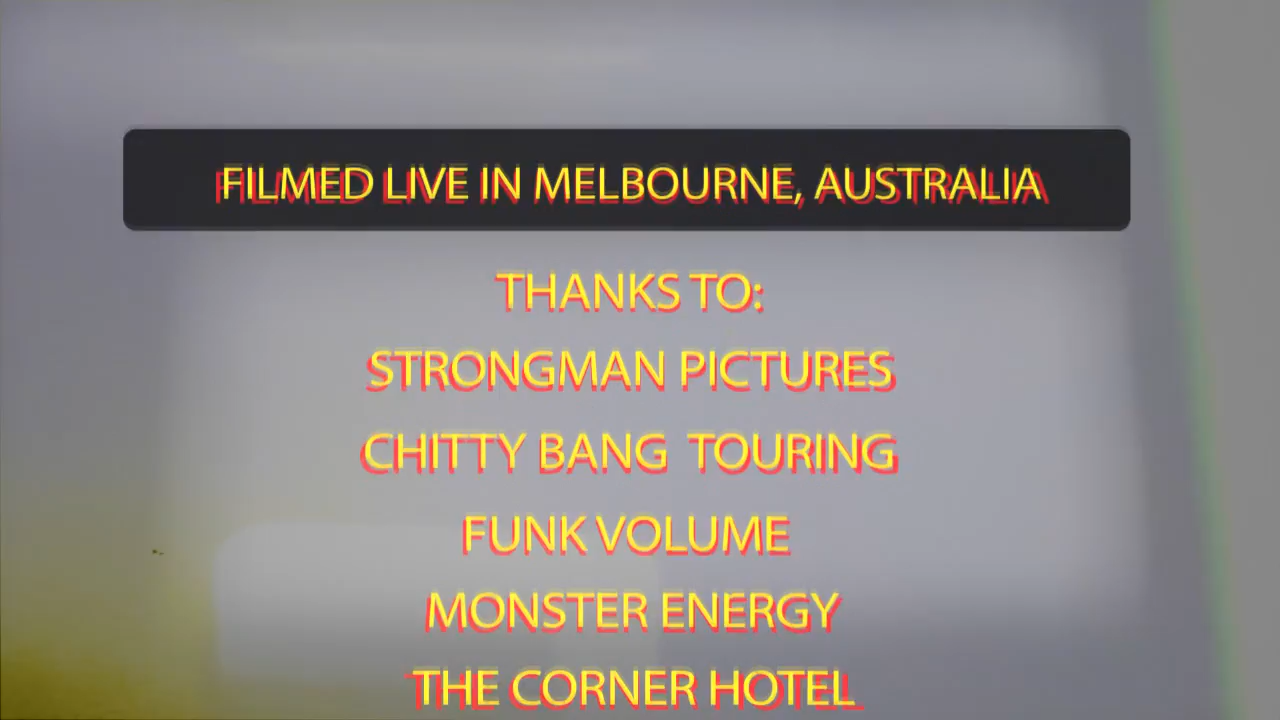 FILMED LIVE IN MELBOURNE, AUSTRALIA
THANKS TO:
STRONGMAN PICTURES
CHITTY BANG TOURING
FUNK VOLUME
MONSTER ENERGY
THE CORNER HOTEL